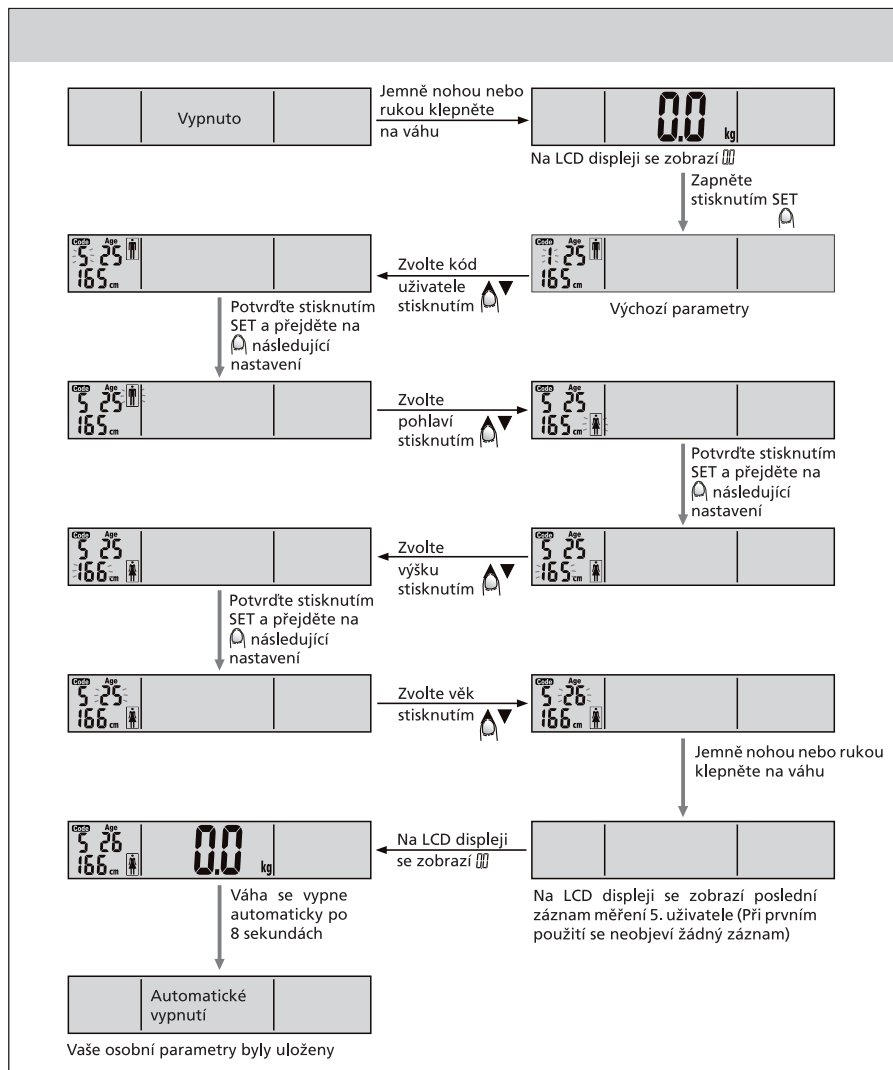 Vypnuto
Jemně nohou nebo
rukou klepněte
na váhu
0.0 kg
Na LCD displeji se zobrazí 0.0
Zapněte
stisknutím SET
Code Age
1 25
165 cm
Výchozí parametry
Zvolte kód
uživatele
stisknutím
Code Age
5 25
165 cm
Potvrďte stisknutím
SET a přejděte na
následující
nastavení
Code Age
5 25
165 cm
Zvolte
pohlaví
stisknutím
Code Age
5 25
165 cm
Potvrďte stisknutím
SET a přejděte na
následující
nastavení
Code Age
5 25
165 cm
Zvolte
výšku
stisknutím
Code Age
5 25
166 cm
Potvrďte stisknutím
SET a přejděte na
následující
nastavení
Code Age
5 25
166 cm
Zvolte věk
stisknutím
Code Age
5 26
166 cm
Jemně nohou nebo rukou
klepněte na váhu
Na LCD displeji se zobrazí poslední
záznam měření 5. uživatele (Při prvním
použití se neobjeví žádný záznam)
Na LCD displeji
se zobrazí 0.0
Code Age
5 26
166 cm
0.0 kg
Váha se vypne
automaticky po
8 sekundách
Automatické
vypnutí
Vaše osobní parametry byly uloženy